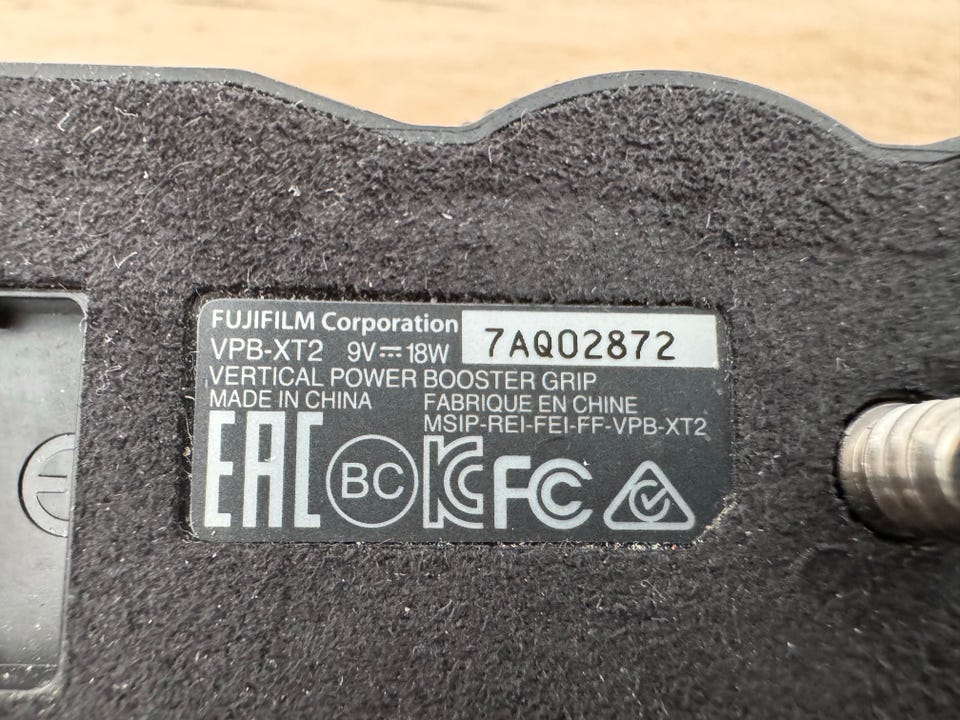 FUJIFILM Corporation
7AQ02872
VPB-XT2 9V⎓18W
VERTICAL POWER BOOSTER GRIP
MADE IN CHINA FABRIQUE EN CHINE
MSIP-REI-FEI-FF-VPB-XT2
EAC BC KC FC